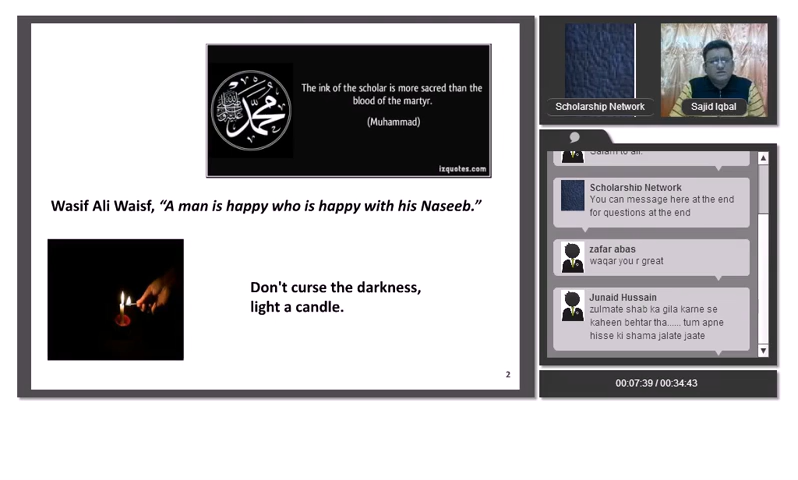 The ink of the scholar is more sacred than the
blood of the martyr.
(Muhammad)
izquotes.com
Wasif Ali Waisf, “A man is happy who is happy with his Naseeb.”
Don't curse the darkness,
light a candle.
2
Scholarship Network
Sajid Iqbal
Salam to all.
Scholarship Network
You can message here at the end
for questions at the end
zafar abas
waqar you r great
Junaid Hussain
zulmate shab ka gila karne se
kaheen behtar tha...... tum apne
hisse ki shama jalate jaate
00:07:39 / 00:34:43